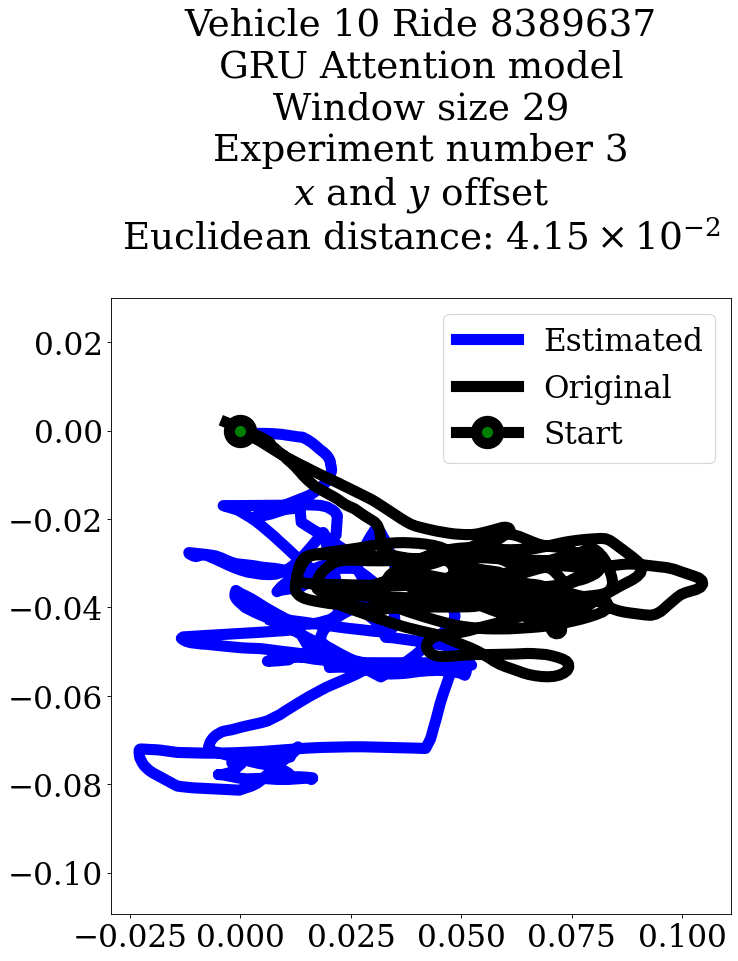 Vehicle 10 Ride 8389637
GRU Attention model
Window size 29
Experiment number 3
x and y offset
Euclidean distance: 4.15 × 10⁻²
Estimated
Original
Start
0.02
0.00
−0.02
−0.04
−0.06
−0.08
−0.10
−0.025 0.000 0.025 0.050 0.075 0.100